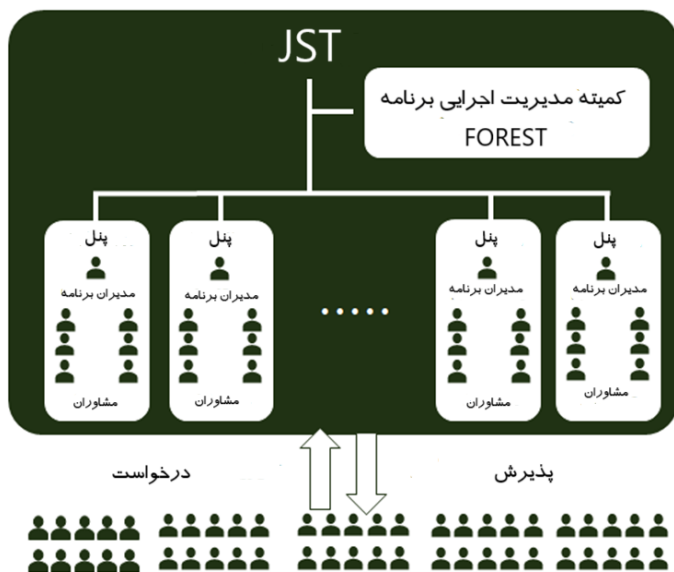 JST
کمیته مدیریت اجرایی برنامه
FOREST
پنل
مدیران برنامه
مشاوران
پنل
مدیران برنامه
مشاوران
.....
پنل
مدیران برنامه
مشاوران
پنل
مدیران برنامه
مشاوران
درخواست
پذیرش